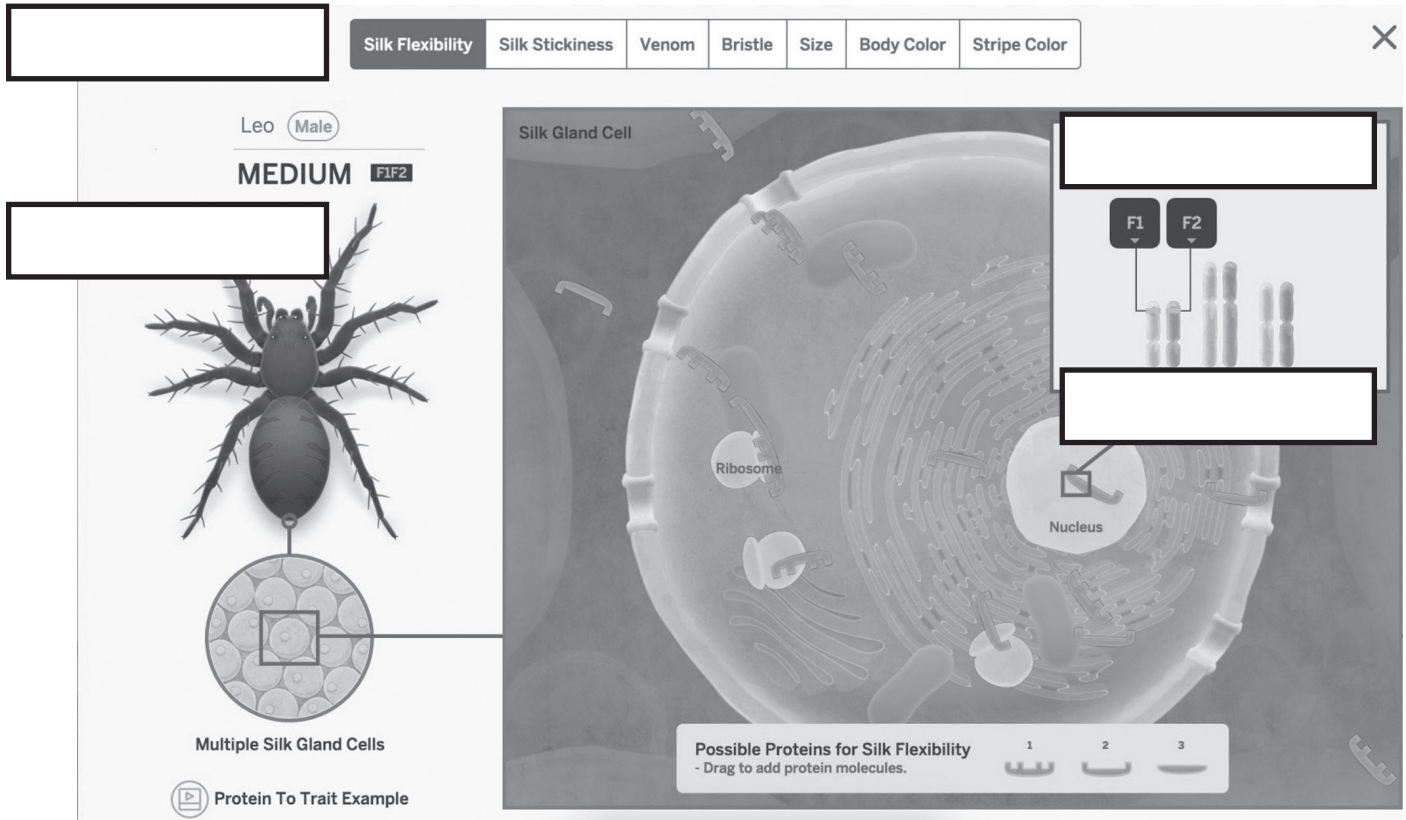 Silk Flexibility Silk Stickiness Venom Bristle Size Body Color Stripe Color
Leo Male
MEDIUM F1F2
Multiple Silk Gland Cells
Protein To Trait Example
Silk Gland Cell
F1 F2
Ribosome
Nucleus
Possible Proteins for Silk Flexibility
- Drag to add protein molecules.
1 2 3